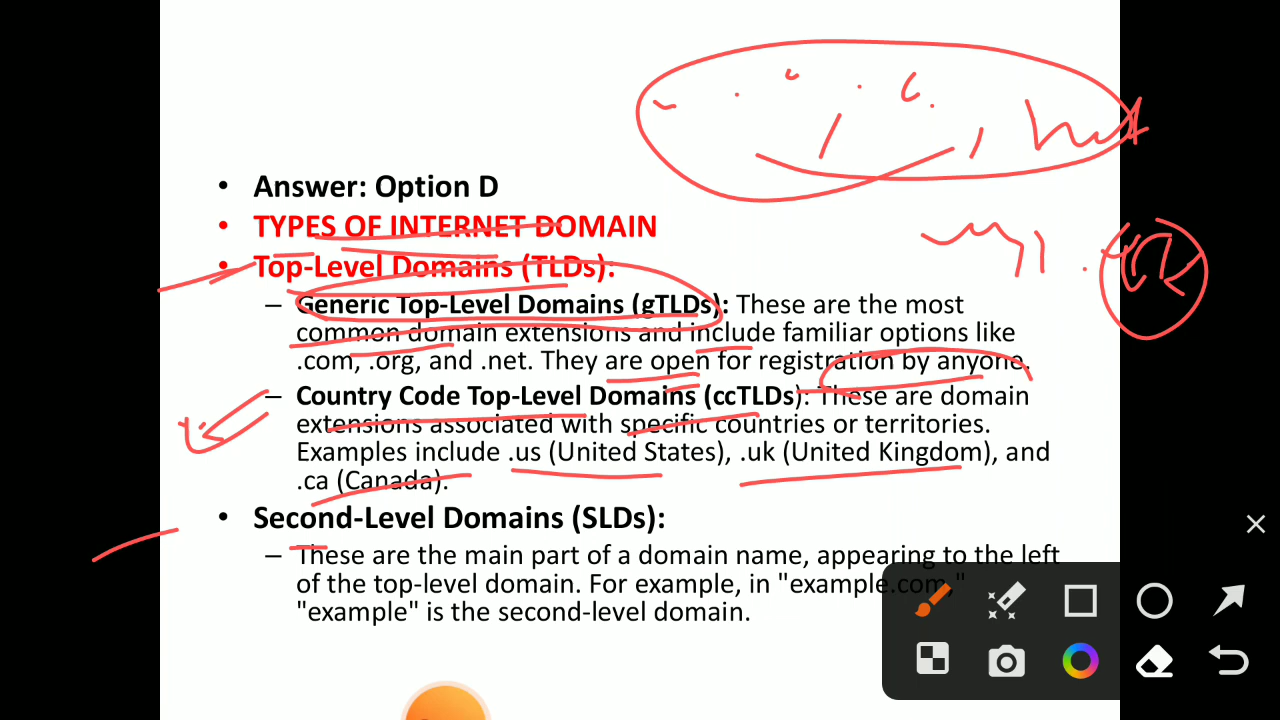 • Answer: Option D
• TYPES OF INTERNET DOMAIN
• Top-Level Domains (TLDs):
– Generic Top-Level Domains (gTLDs): These are the most
common domain extensions and include familiar options like
.com, .org, and .net. They are open for registration by anyone.
– Country Code Top-Level Domains (ccTLDs): These are domain
extensions associated with specific countries or territories.
Examples include .us (United States), .uk (United Kingdom), and
.ca (Canada).
• Second-Level Domains (SLDs):
– These are the main part of a domain name, appearing to the left
of the top-level domain. For example, in "example.com,"
"example" is the second-level domain.